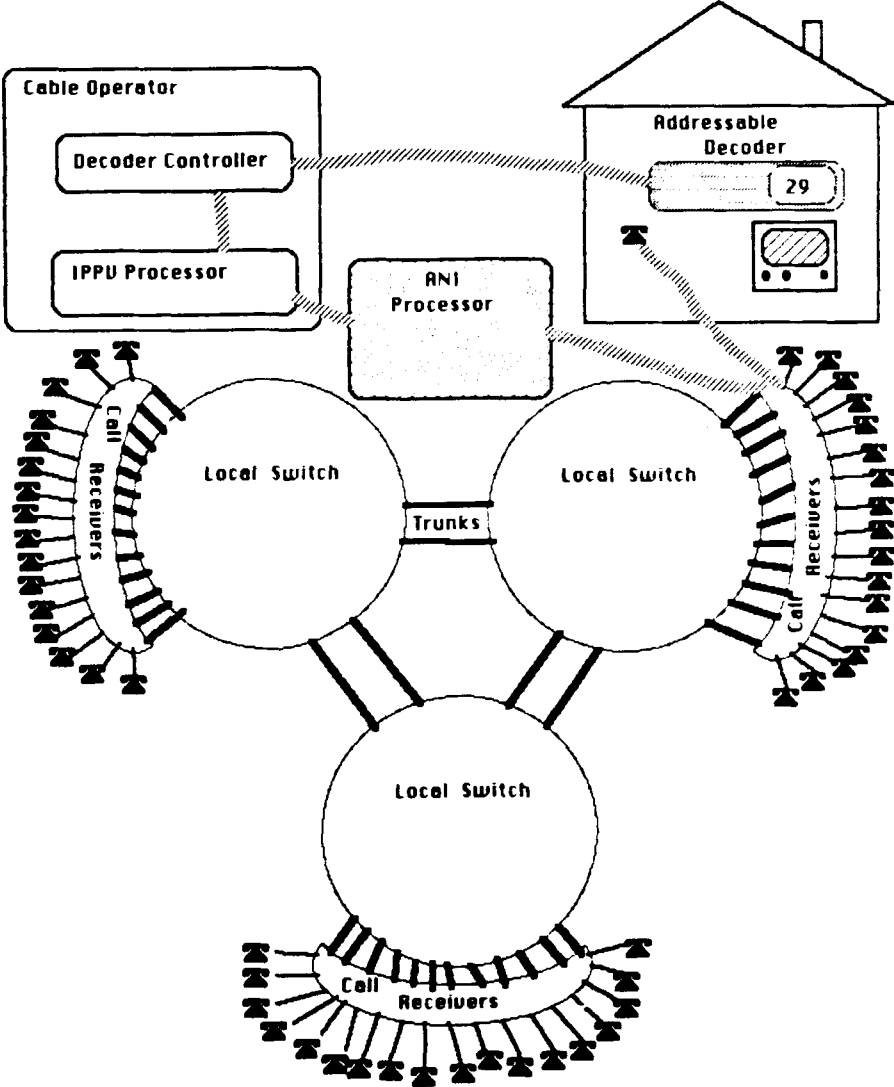 Cable Operator
Decoder Controller
IPPV Processor
ANI
Processor
Addressable
Decoder
29
Call Receivers
Local Switch
Trunks
Local Switch
Call Receivers
Local Switch
Call
Receivers